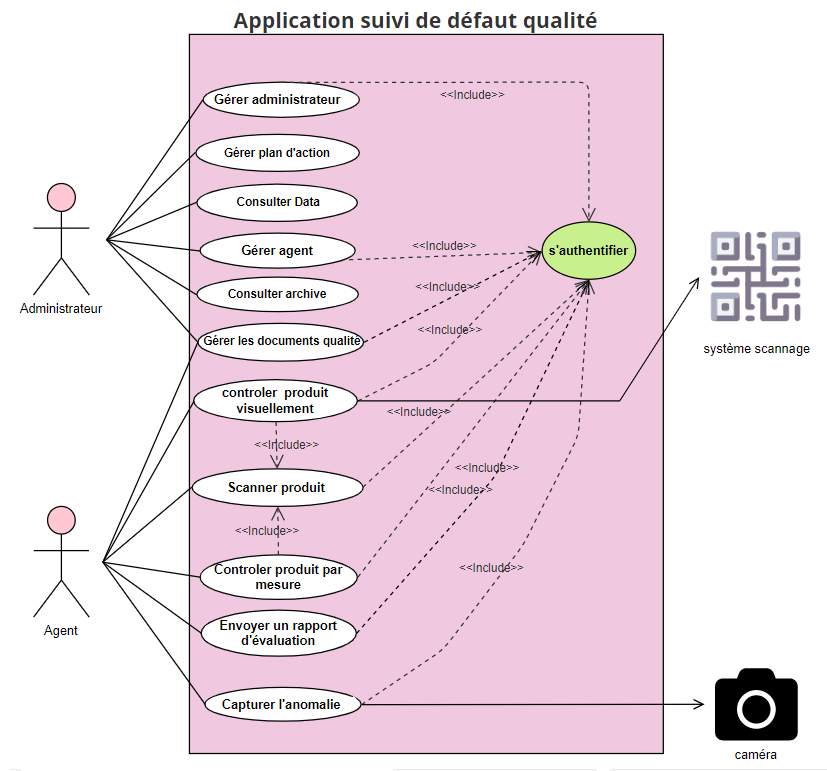 Application suivi de défaut qualité
Gérer administrateur
<<Include>>
Gérer plan d'action
Consulter Data
Gérer agent
<<Include>>
s'authentifier
Consulter archive
<<Include>>
Administrateur
Gérer les documents qualité
<<Include>>
système scannage
controler produit
visuellement
<<Include>>
<<Include>>
<<Include>>
Scanner produit
<<Include>>
<<Include>>
Controler produit par
mesure
<<Include>>
Agent
Envoyer un rapport
d'évaluation
Capturer l'anomalie
caméra